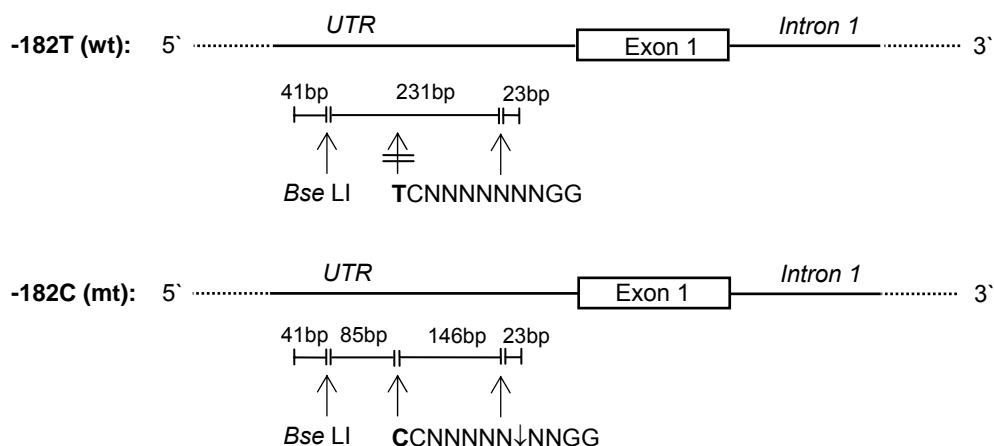 UTR Intron 1
-182T (wt): 5` Exon 1 3`
41bp 231bp 23bp
Bse LI TCNNNNNNNGG
UTR Intron 1
-182C (mt): 5` Exon 1 3`
41bp 85bp 146bp 23bp
Bse LI CCNNNNN↓NNGG